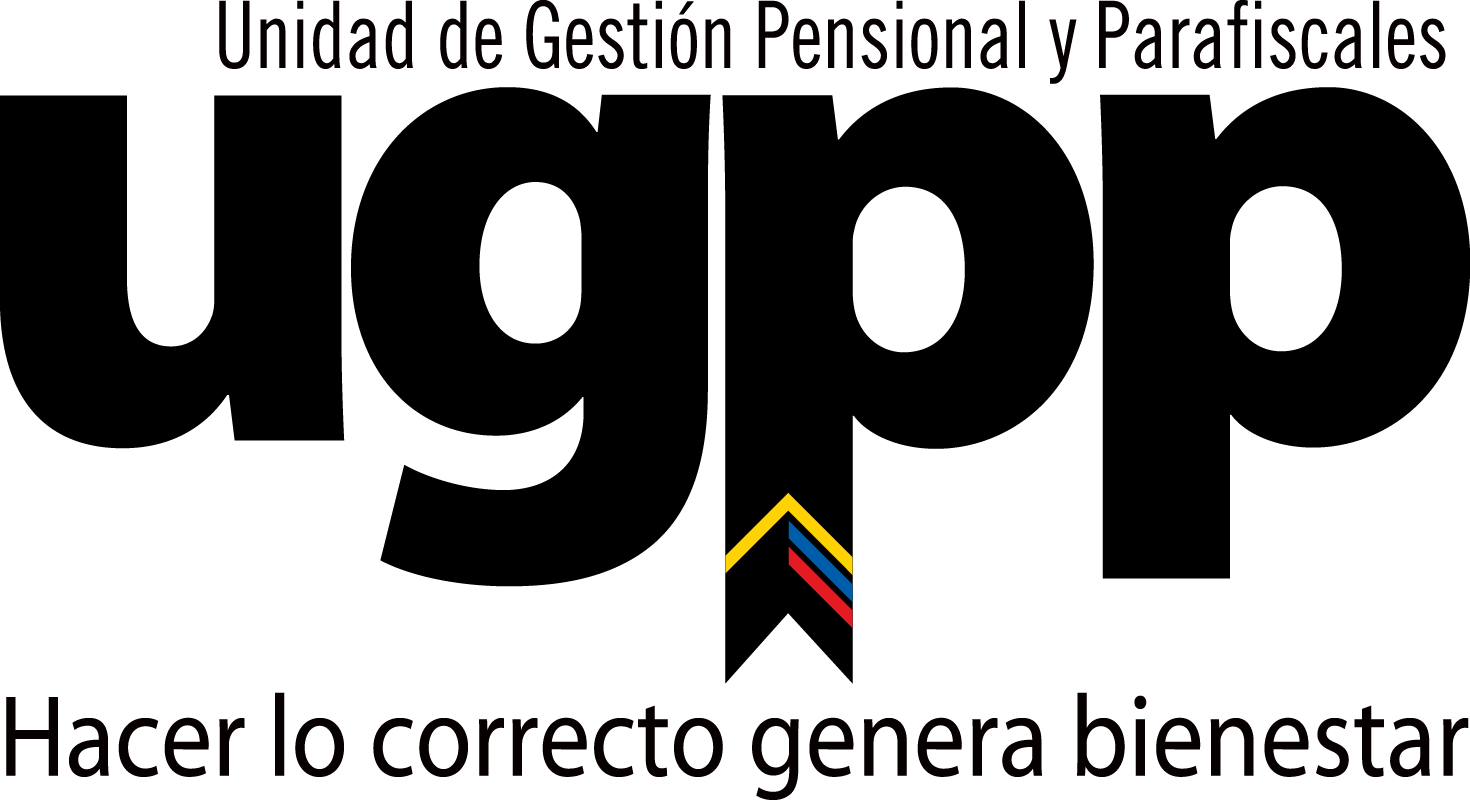 Unidad de Gestión Pensional y Parafiscales
ugpp
Hacer lo correcto genera bienestar